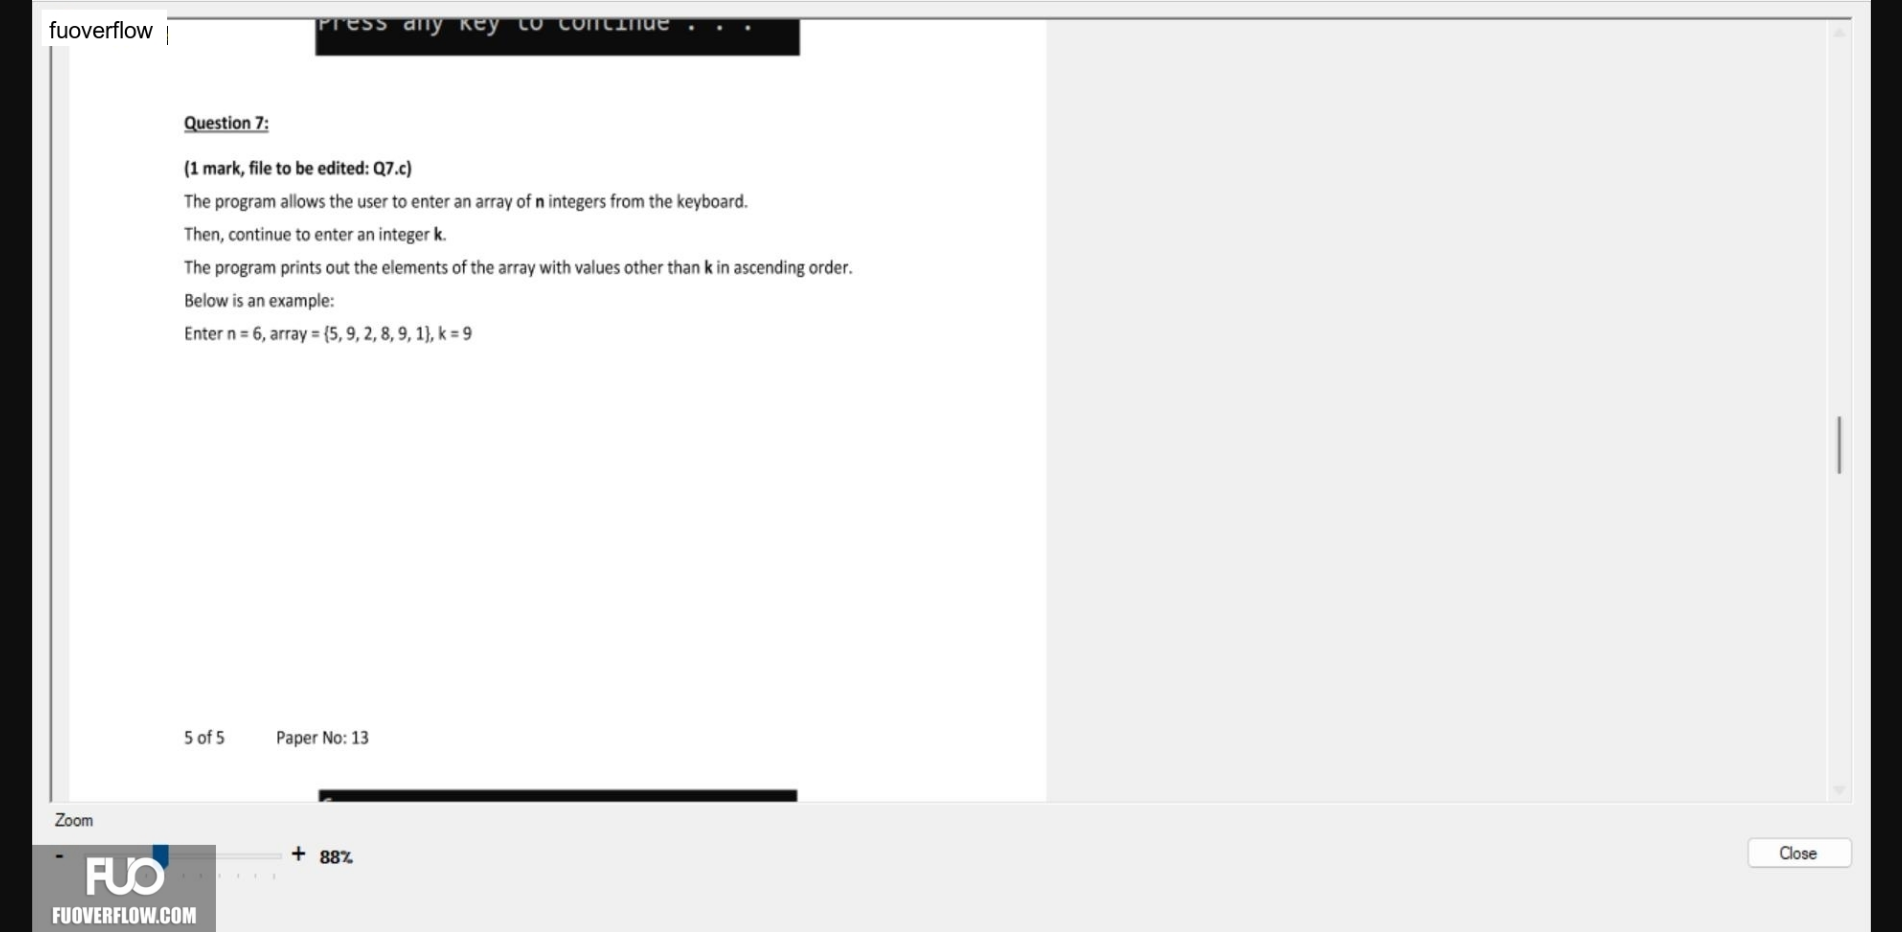 fuoverflow
Press any key to continue . . .
Question 7:
(1 mark, file to be edited: Q7.c)
The program allows the user to enter an array of n integers from the keyboard.
Then, continue to enter an integer k.
The program prints out the elements of the array with values other than k in ascending order.
Below is an example:
Enter n = 6, array = {5, 9, 2, 8, 9, 1}, k = 9
5 of 5 Paper No: 13
Zoom
- + 88%
Close
FUO
FUOVERFLOW.COM